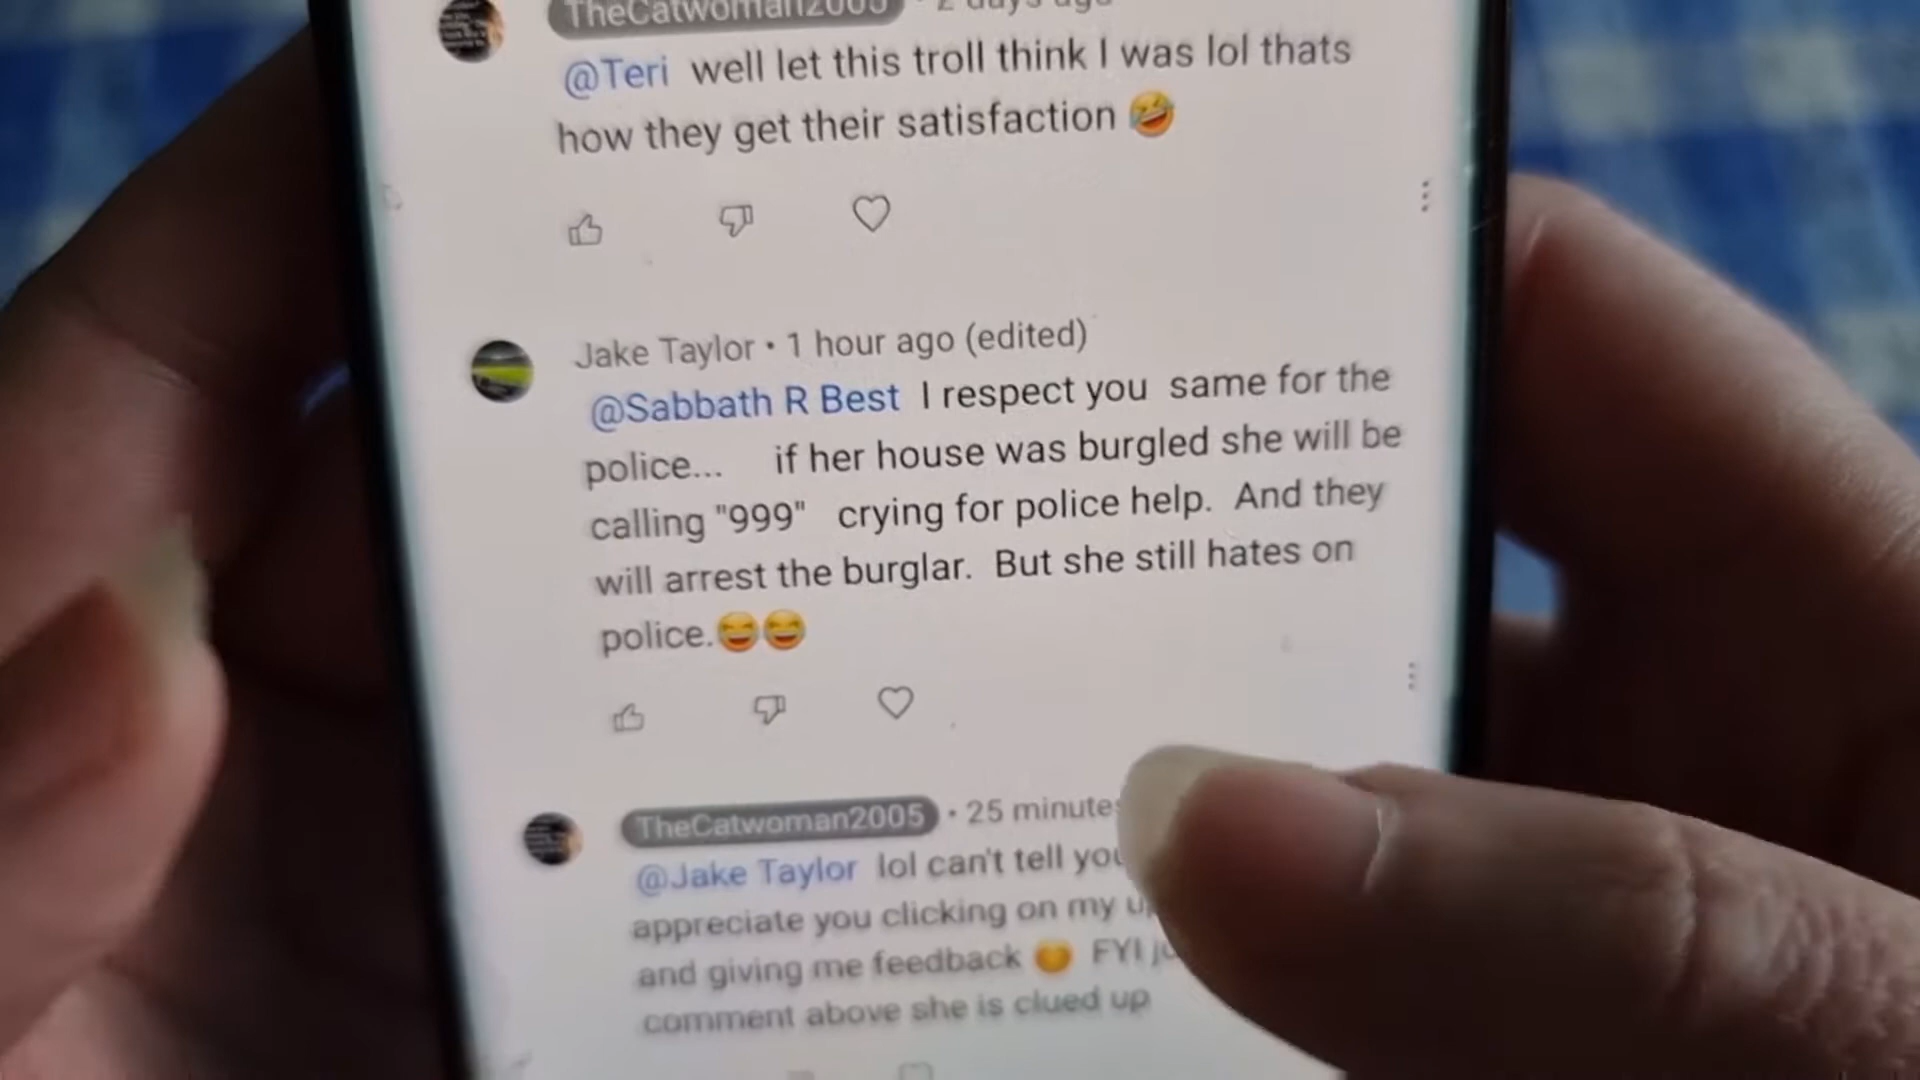 TheCatwoman2005 • 2 days ago
@Teri well let this troll think I was lol thats
how they get their satisfaction 🤣
Jake Taylor • 1 hour ago (edited)
@Sabbath R Best I respect you same for the
police... if her house was burgled she will be
calling "999" crying for police help. And they
will arrest the burglar. But she still hates on
police.😆😆
TheCatwoman2005 • 25 minutes
@Jake Taylor lol can't tell you
appreciate you clicking on my
and giving me feedback 😊 FYI
comment above she is clued up